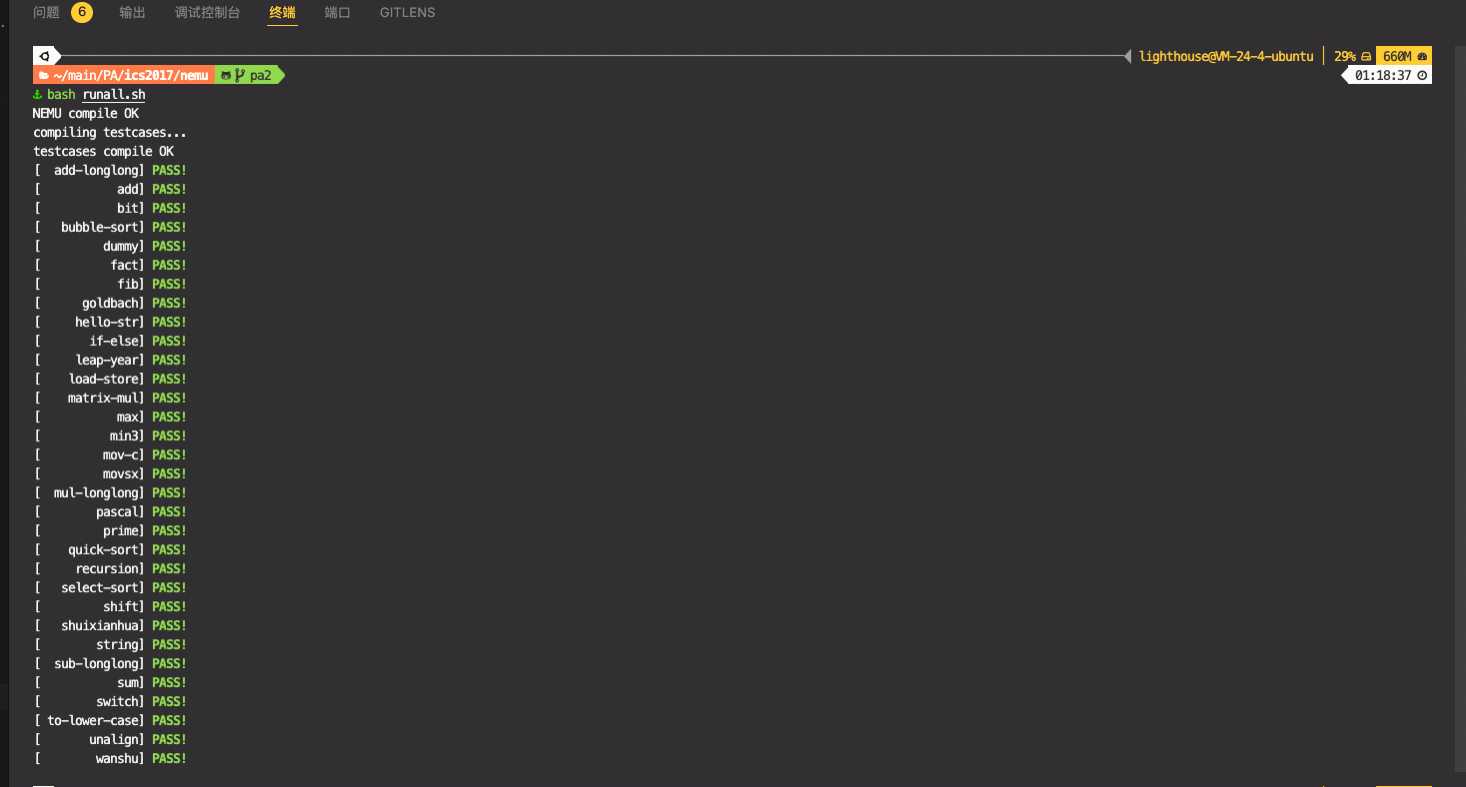 问题 6 输出 调试控制台 终端 端口 GITLENS
lighthouse@VM-24-4-ubuntu 29% 660M
~/main/PA/ics2017/nemu pa2 01:18:37
bash runall.sh
NEMU compile OK
compiling testcases...
testcases compile OK
[  add-longlong] PASS!
[           add] PASS!
[           bit] PASS!
[   bubble-sort] PASS!
[         dummy] PASS!
[          fact] PASS!
[           fib] PASS!
[      goldbach] PASS!
[     hello-str] PASS!
[       if-else] PASS!
[     leap-year] PASS!
[    load-store] PASS!
[    matrix-mul] PASS!
[           max] PASS!
[          min3] PASS!
[         mov-c] PASS!
[         movsx] PASS!
[  mul-longlong] PASS!
[        pascal] PASS!
[         prime] PASS!
[    quick-sort] PASS!
[     recursion] PASS!
[   select-sort] PASS!
[         shift] PASS!
[   shuixianhua] PASS!
[        string] PASS!
[  sub-longlong] PASS!
[           sum] PASS!
[        switch] PASS!
[ to-lower-case] PASS!
[       unalign] PASS!
[        wanshu] PASS!